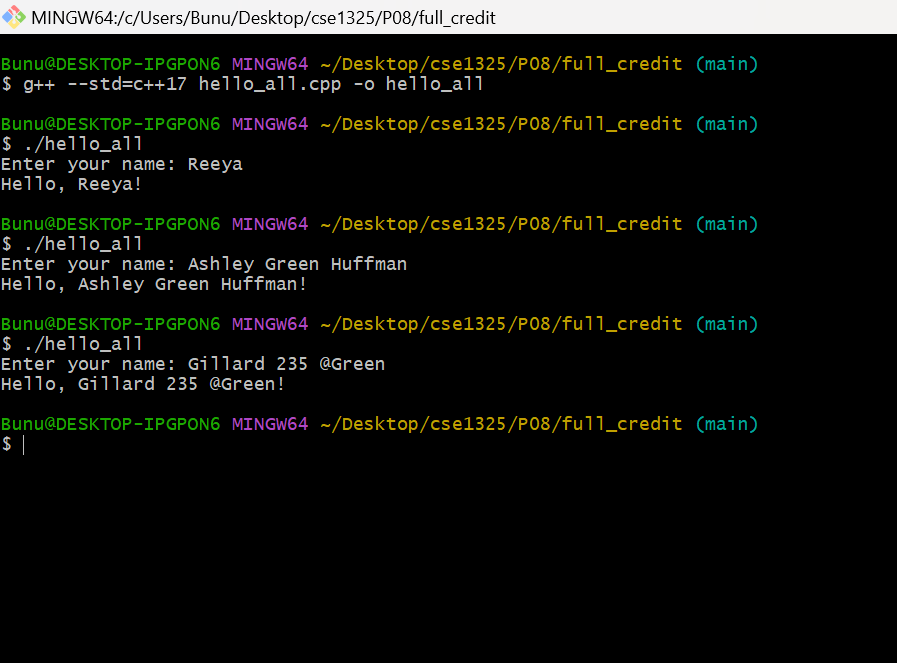 MINGW64:/c/Users/Bunu/Desktop/cse1325/P08/full_credit
Bunu@DESKTOP-IPGPON6 MINGW64 ~/Desktop/cse1325/P08/full_credit (main)
$ g++ --std=c++17 hello_all.cpp -o hello_all
Bunu@DESKTOP-IPGPON6 MINGW64 ~/Desktop/cse1325/P08/full_credit (main)
$ ./hello_all
Enter your name: Reeya
Hello, Reeya!
Bunu@DESKTOP-IPGPON6 MINGW64 ~/Desktop/cse1325/P08/full_credit (main)
$ ./hello_all
Enter your name: Ashley Green Huffman
Hello, Ashley Green Huffman!
Bunu@DESKTOP-IPGPON6 MINGW64 ~/Desktop/cse1325/P08/full_credit (main)
$ ./hello_all
Enter your name: Gillard 235 @Green
Hello, Gillard 235 @Green!
Bunu@DESKTOP-IPGPON6 MINGW64 ~/Desktop/cse1325/P08/full_credit (main)
$